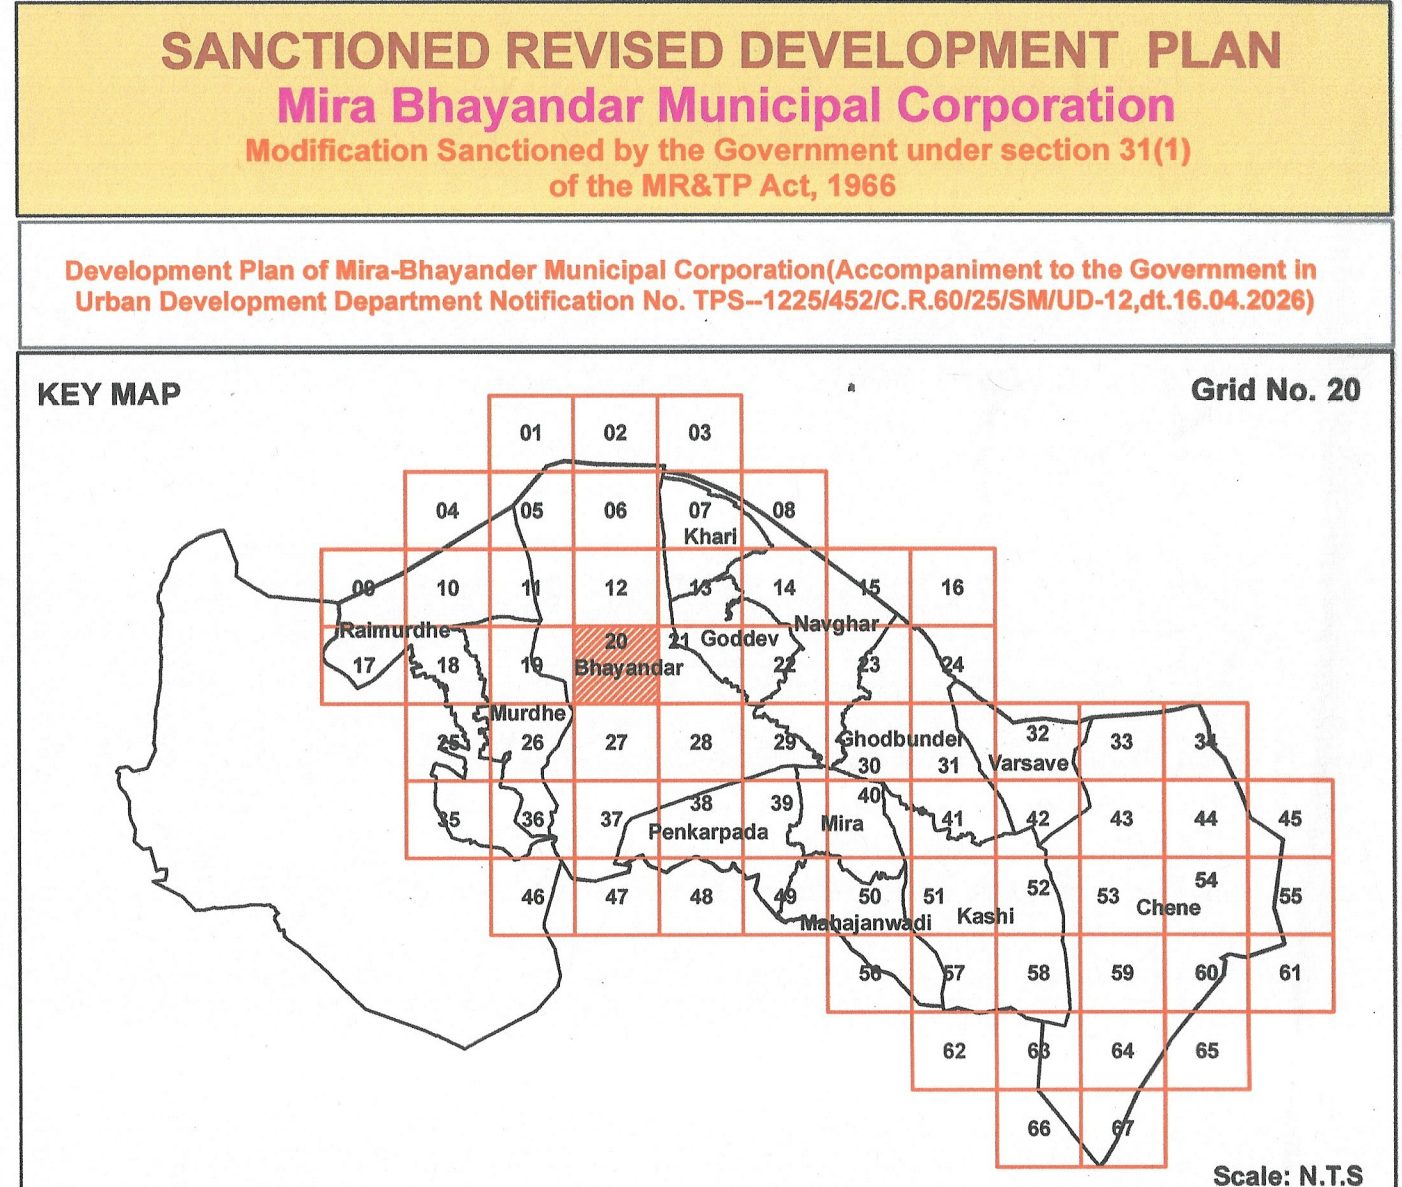 SANCTIONED REVISED DEVELOPMENT PLAN
Mira Bhayandar Municipal Corporation
Modification Sanctioned by the Government under section 31(1)
of the MR&TP Act, 1966
Development Plan of Mira-Bhayander Municipal Corporation(Accompaniment to the Government in
Urban Development Department Notification No. TPS--1225/452/C.R.60/25/SM/UD-12,dt.16.04.2026)
KEY MAP
Grid No. 20
01 02 03
04 05 06 07 08
Khari
09 10 11 12 13 14 15 16
Raimurdhe Navghar
20 21 Goddev
17 18 19 Bhayandar 22 23 24
Murdhe
25 26 27 28 29 Ghodbunder 32 33 34
30 31 Varsave
35 36 37 38 39 40 41 42 43 44 45
Penkarpada Mira
46 47 48 49 50 51 52 53 54 55
Mahajanwadi Kashi Chene
56 57 58 59 60 61
62 63 64 65
66 67
Scale: N.T.S